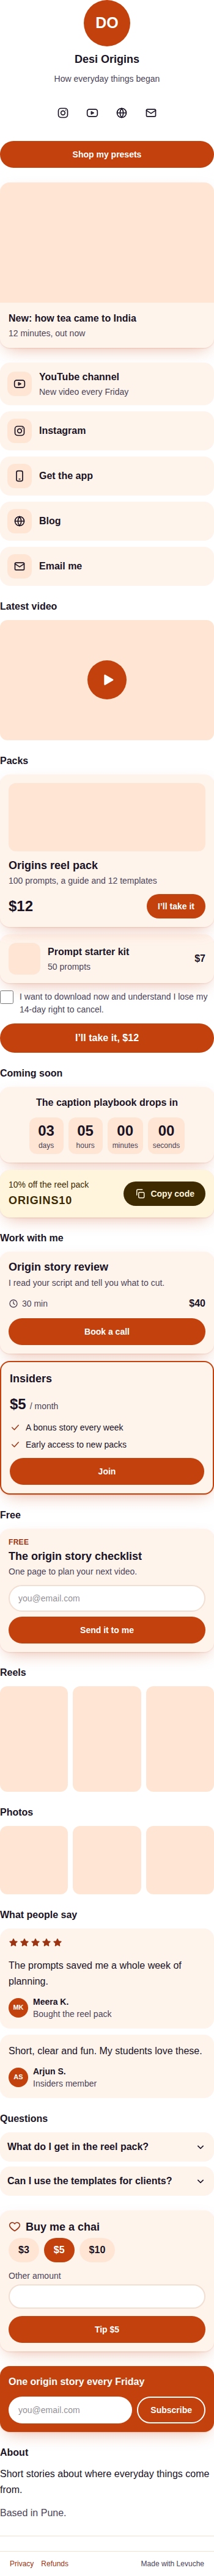 DO
Desi Origins
How everyday things began
Shop my presets
New: how tea came to India
12 minutes, out now
YouTube channel
New video every Friday
Instagram
Get the app
Blog
Email me
Latest video
Packs
Origins reel pack
100 prompts, a guide and 12 templates
$12
I'll take it
Prompt starter kit
50 prompts
$7
I want to download now and understand I lose my
14-day right to cancel.
I'll take it, $12
Coming soon
The caption playbook drops in
03 05 00 00
days hours minutes seconds
10% off the reel pack
ORIGINS10
Copy code
Work with me
Origin story review
I read your script and tell you what to cut.
30 min
$40
Book a call
Insiders
$5 / month
A bonus story every week
Early access to new packs
Join
Free
FREE
The origin story checklist
One page to plan your next video.
you@email.com
Send it to me
Reels
Photos
What people say
The prompts saved me a whole week of
planning.
MK
Meera K.
Bought the reel pack
Short, clear and fun. My students love these.
AS
Arjun S.
Insiders member
Questions
What do I get in the reel pack?
Can I use the templates for clients?
Buy me a chai
$3 $5 $10
Other amount
Tip $5
One origin story every Friday
you@email.com
Subscribe
About
Short stories about where everyday things come
from.
Based in Pune.
Privacy Refunds
Made with Levuche